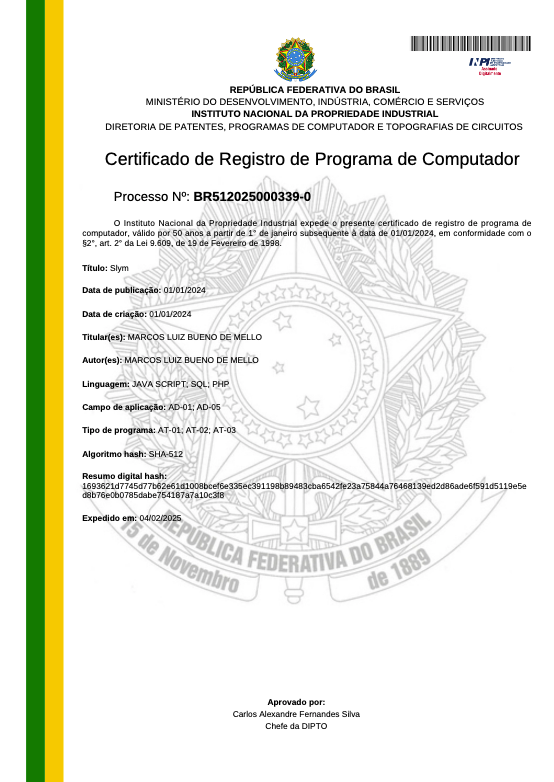 INPI
Assinado
Digitalmente
REPÚBLICA FEDERATIVA DO BRASIL
MINISTÉRIO DO DESENVOLVIMENTO, INDÚSTRIA, COMÉRCIO E SERVIÇOS
INSTITUTO NACIONAL DA PROPRIEDADE INDUSTRIAL
DIRETORIA DE PATENTES, PROGRAMAS DE COMPUTADOR E TOPOGRAFIAS DE CIRCUITOS
Certificado de Registro de Programa de Computador
Processo Nº: BR512025000339-0
O Instituto Nacional da Propriedade Industrial expede o presente certificado de registro de programa de
computador, válido por 50 anos a partir de 1° de janeiro subsequente à data de 01/01/2024, em conformidade com o
§2°, art. 2° da Lei 9.609, de 19 de Fevereiro de 1998.
Título: Slym
Data de publicação: 01/01/2024
Data de criação: 01/01/2024
Titular(es): MARCOS LUIZ BUENO DE MELLO
Autor(es): MARCOS LUIZ BUENO DE MELLO
Linguagem: JAVA SCRIPT; SQL; PHP
Campo de aplicação: AD-01; AD-05
Tipo de programa: AT-01; AT-02; AT-03
Algoritmo hash: SHA-512
Resumo digital hash:
1693621d7745d77b62e61d1008bcef6e335ec391198b89483cba6542fe23a75844a76468139ed2d86ade6f591d5119e5e
d8b76e0b0785dabe754187a7a10c3f8
Expedido em: 04/02/2025
REPÚBLICA FEDERATIVA DO BRASIL
15 de Novembro
de 1889
Aprovado por:
Carlos Alexandre Fernandes Silva
Chefe da DIPTO